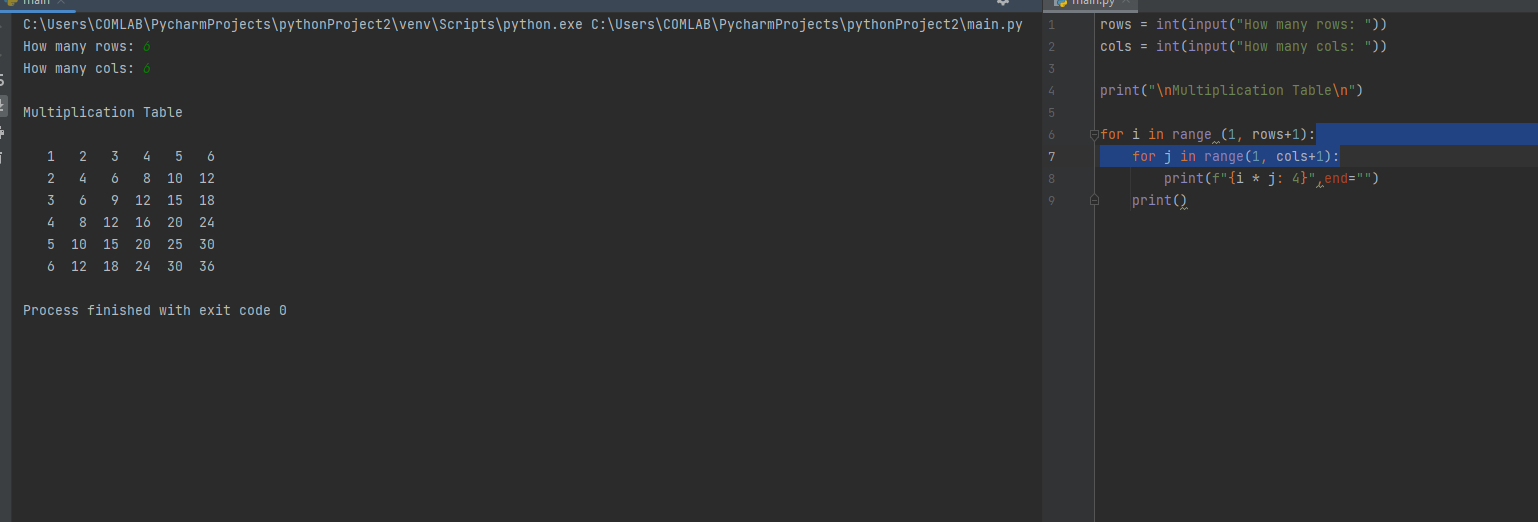 main
C:\Users\COMLAB\PycharmProjects\pythonProject2\venv\Scripts\python.exe C:\Users\COMLAB\PycharmProjects\pythonProject2\main.py
How many rows: 6
How many cols: 6
Multiplication Table
1 2 3 4 5 6
2 4 6 8 10 12
3 6 9 12 15 18
4 8 12 16 20 24
5 10 15 20 25 30
6 12 18 24 30 36
Process finished with exit code 0
main.py
1 rows = int(input("How many rows: "))
2 cols = int(input("How many cols: "))
3
4 print("\nMultiplication Table\n")
5
6 for i in range (1, rows+1):
7 for j in range(1, cols+1):
8 print(f"{i * j: 4}",end="")
9 print()